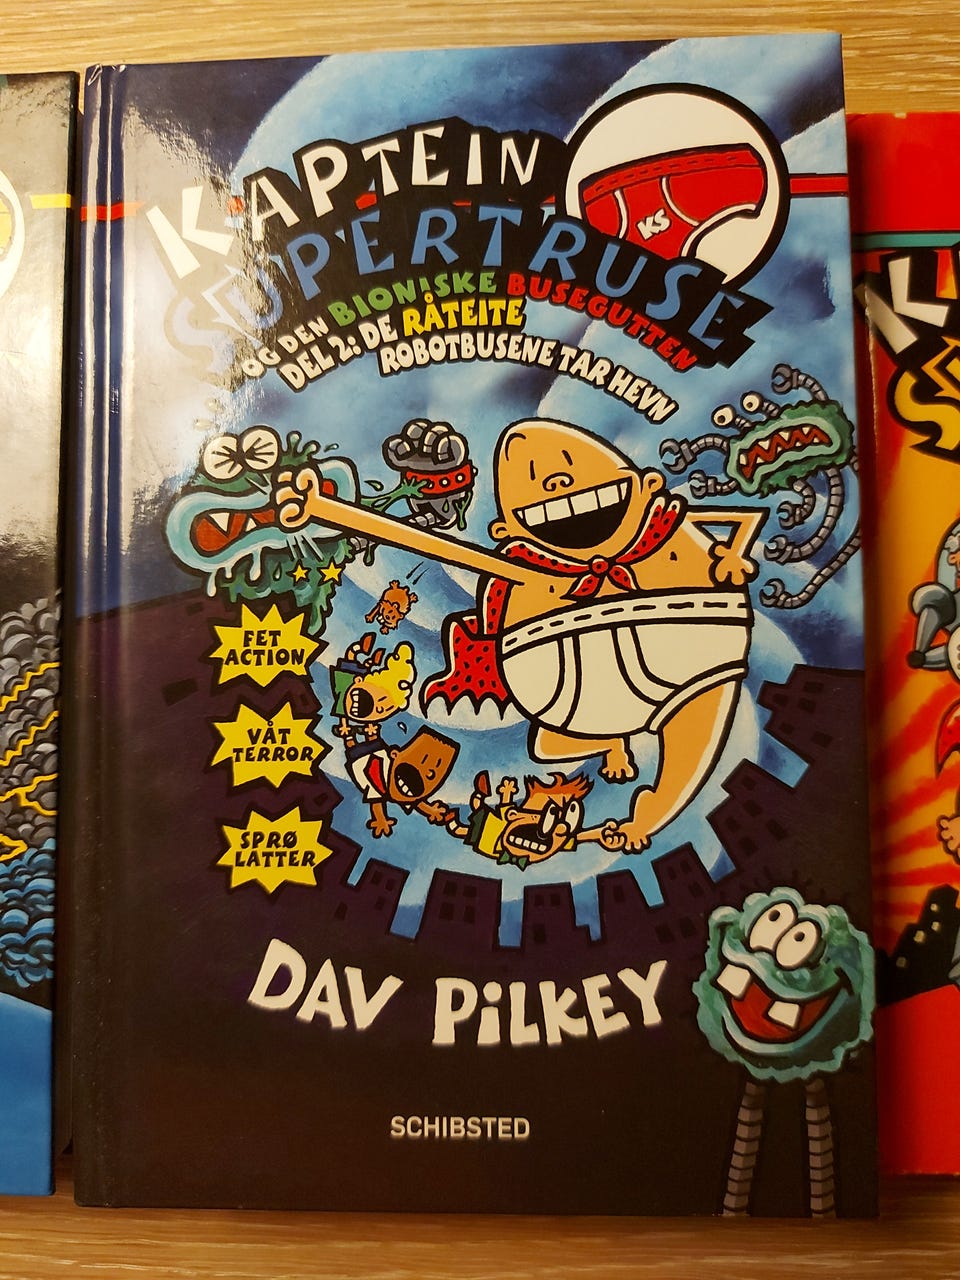 KAPTEIN
SUPERTRUSE
KS
OG DEN BIONISKE BUSEGUTTEN
DEL 2: DE RÅTEITE
ROBOTBUSENE TAR HEVN
FET
ACTION
VÅT
TERROR
SPRØ
LATTER
DAV PILKEY
SCHIBSTED